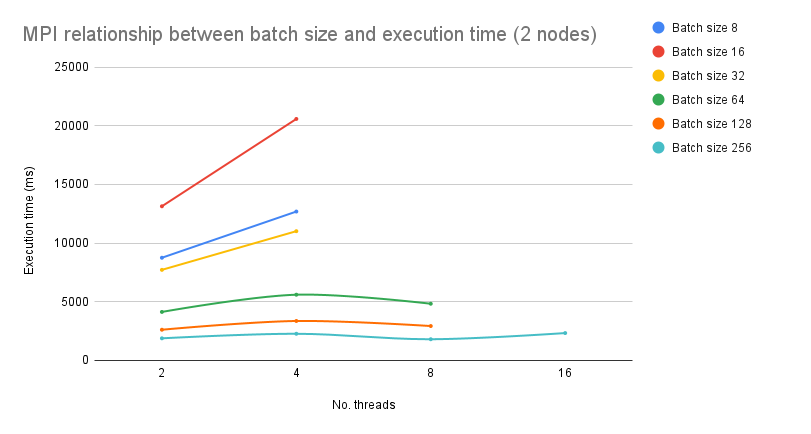 MPI relationship between batch size and execution time (2 nodes)
Batch size 8
Batch size 16
Batch size 32
Batch size 64
Batch size 128
Batch size 256
Execution time (ms)
25000
20000
15000
10000
5000
0
2 4 8 16
No. threads